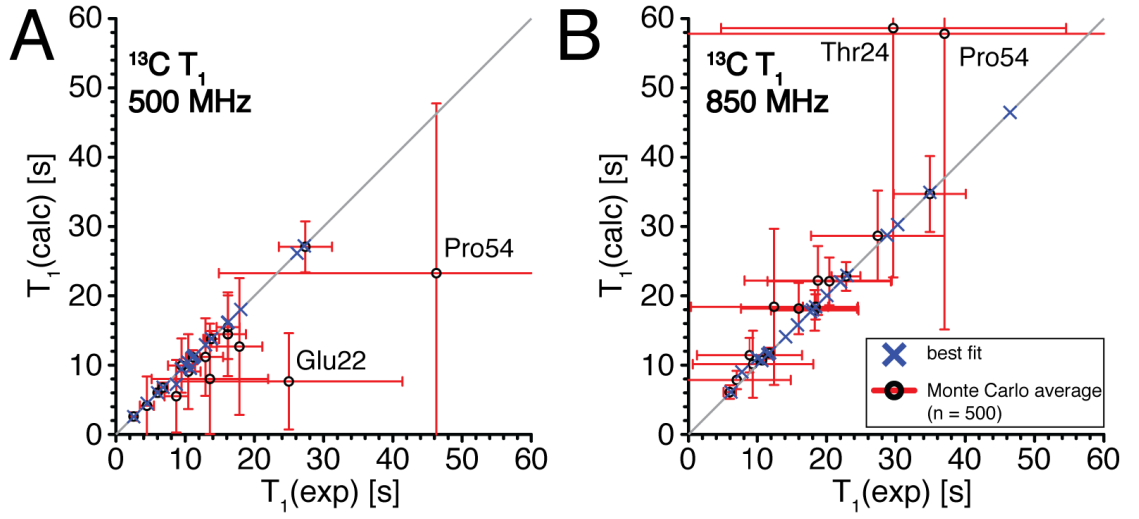 A
¹³C T₁
500 MHz
Pro54
Glu22
T₁(calc) [s]
60
50
40
30
20
10
0
0 10 20 30 40 50 60
T₁(exp) [s]
B
¹³C T₁
850 MHz
Thr24
Pro54
T₁(calc) [s]
60
50
40
30
20
10
0
0 10 20 30 40 50 60
T₁(exp) [s]
best fit
Monte Carlo average
(n = 500)